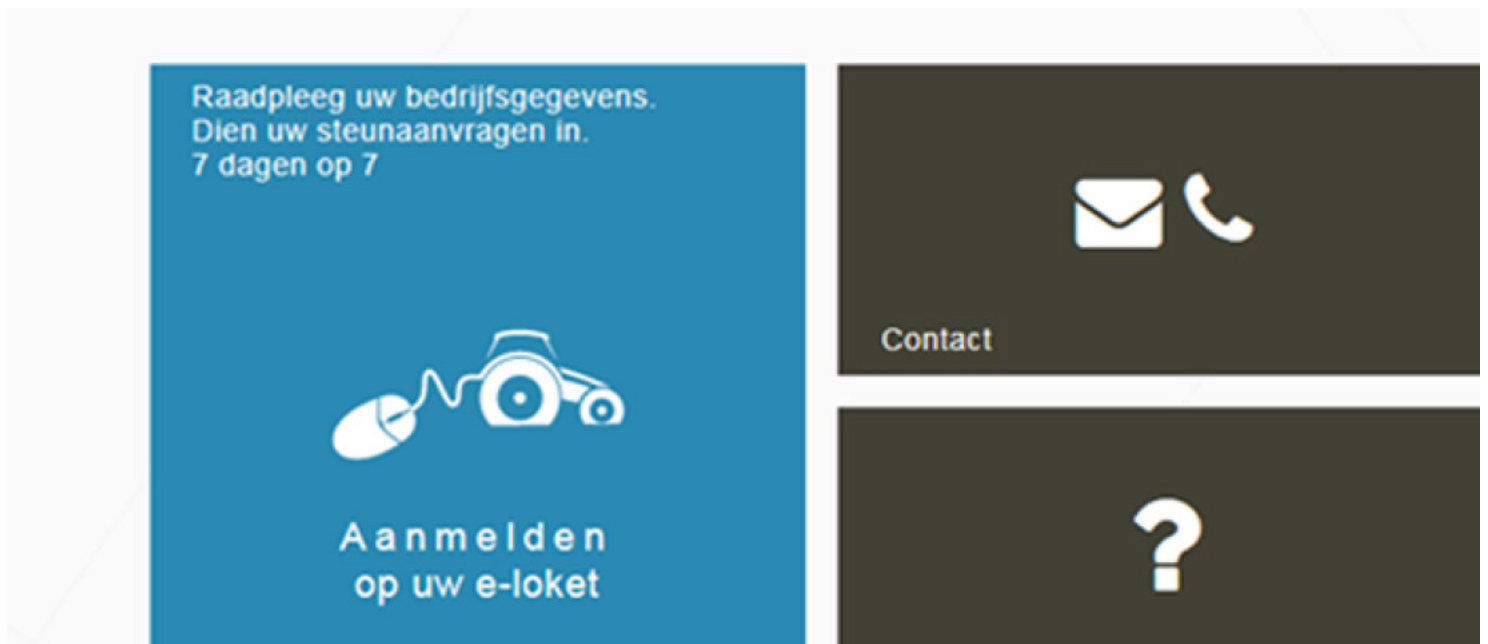 Raadpleeg uw bedrijfsgegevens.
Dien uw steunaanvragen in.
7 dagen op 7
Aanmelden
op uw e-loket
Contact
?